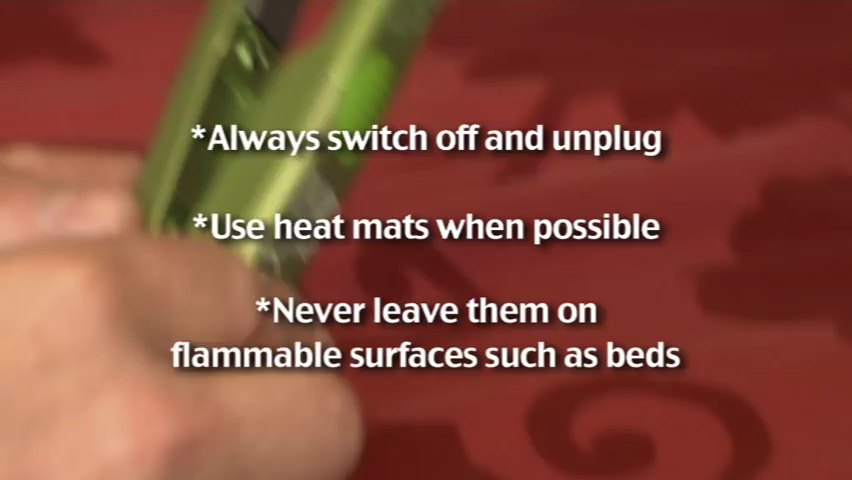 *Always switch off and unplug
*Use heat mats when possible
*Never leave them on
flammable surfaces such as beds